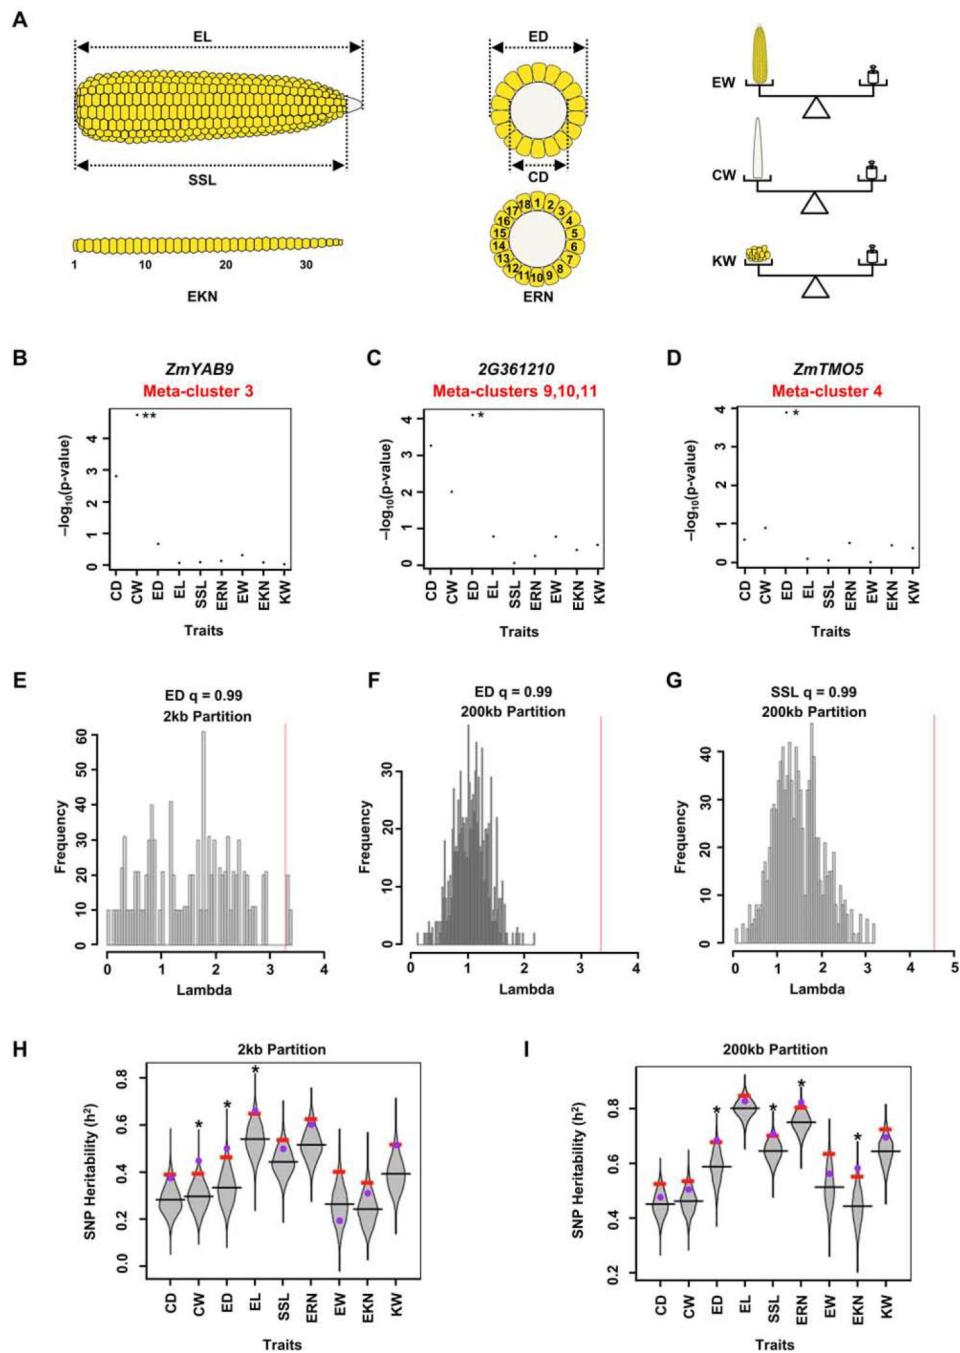 A
EL
SSL
1 10 20 30
EKN
ED
CD
1 2 3 4 5 6 7 8 9 10 11 12 13 14 15 16 17 18
ERN
EW
CW
KW
B
ZmYAB9
Meta-cluster 3
–log10(p-value)
4
3
2
1
0
**
CD CW ED EL SSL ERN EW EKN KW
Traits
C
2G361210
Meta-clusters 9,10,11
–log10(p-value)
4
3
2
1
0
*
CD CW ED EL SSL ERN EW EKN KW
Traits
D
ZmTMO5
Meta-cluster 4
–log10(p-value)
4
3
2
1
0
*
CD CW ED EL SSL ERN EW EKN KW
Traits
E
ED q = 0.99
2kb Partition
Frequency
60
50
40
30
20
10
0
0 1 2 3 4
Lambda
F
ED q = 0.99
200kb Partition
Frequency
30
20
10
0
0 1 2 3 4
Lambda
G
SSL q = 0.99
200kb Partition
Frequency
40
30
20
10
0
0 1 2 3 4 5
Lambda
H
2kb Partition
SNP Heritability (h²)
0.8
0.6
0.4
0.2
0.0
* * *
CD CW ED EL SSL ERN EW EKN KW
Traits
I
200kb Partition
SNP Heritability (h²)
0.8
0.6
0.4
0.2
* * * *
CD CW ED EL SSL ERN EW EKN KW
Traits